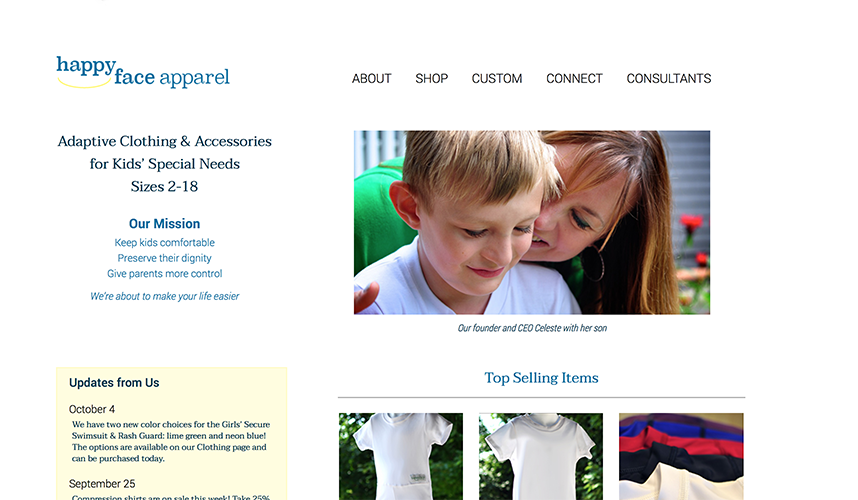 happy
face apparel
ABOUT SHOP CUSTOM CONNECT CONSULTANTS
Adaptive Clothing & Accessories
for Kids' Special Needs
Sizes 2-18
Our Mission
Keep kids comfortable
Preserve their dignity
Give parents more control
We're about to make your life easier
Our founder and CEO Celeste with her son
Updates from Us
October 4
We have two new color choices for the Girls' Secure
Swimsuit & Rash Guard: lime green and neon blue!
The options are available on our Clothing page and
can be purchased today.
September 25
Compression shirts are on sale this week! Take 25%
Top Selling Items